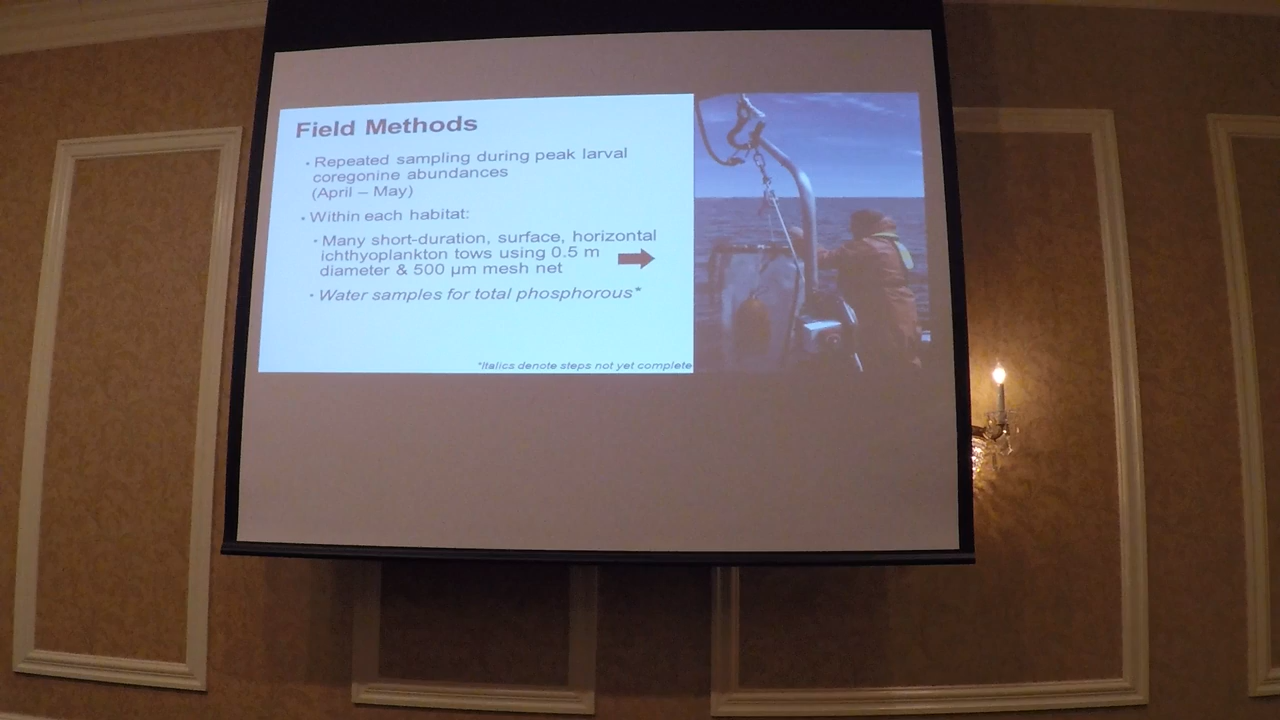 Field Methods
• Repeated sampling during peak larval
coregonine abundances
(April – May)
• Within each habitat:
• Many short-duration, surface, horizontal
ichthyoplankton tows using 0.5 m
diameter & 500 µm mesh net
• Water samples for total phosphorous*
*Italics denote steps not yet complete